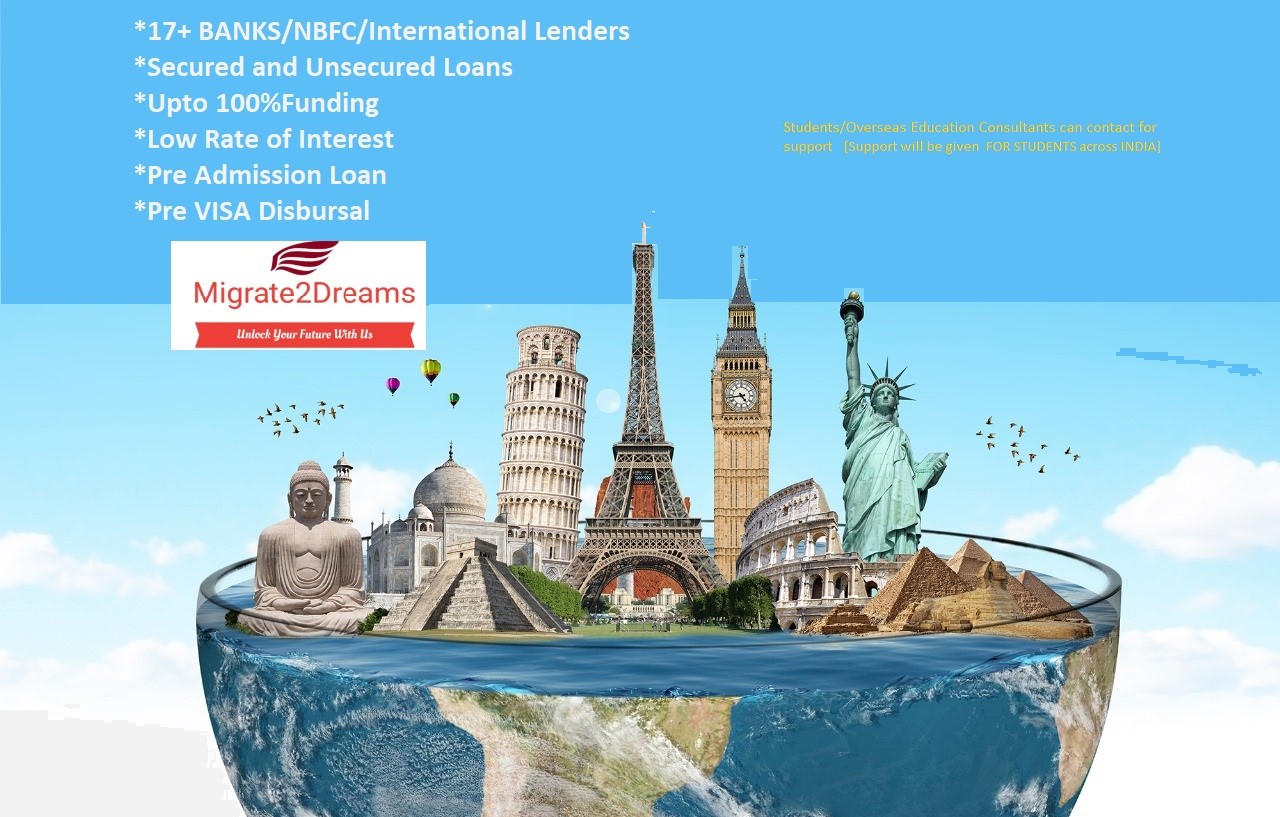 *17+ BANKS/NBFC/International Lenders
*Secured and Unsecured Loans
*Upto 100%Funding
*Low Rate of Interest
*Pre Admission Loan
*Pre VISA Disbursal
Students/Overseas Education Consultants can contact for
support [Support will be given FOR STUDENTS across INDIA]
Migrate2Dreams
Unlock Your Future With Us